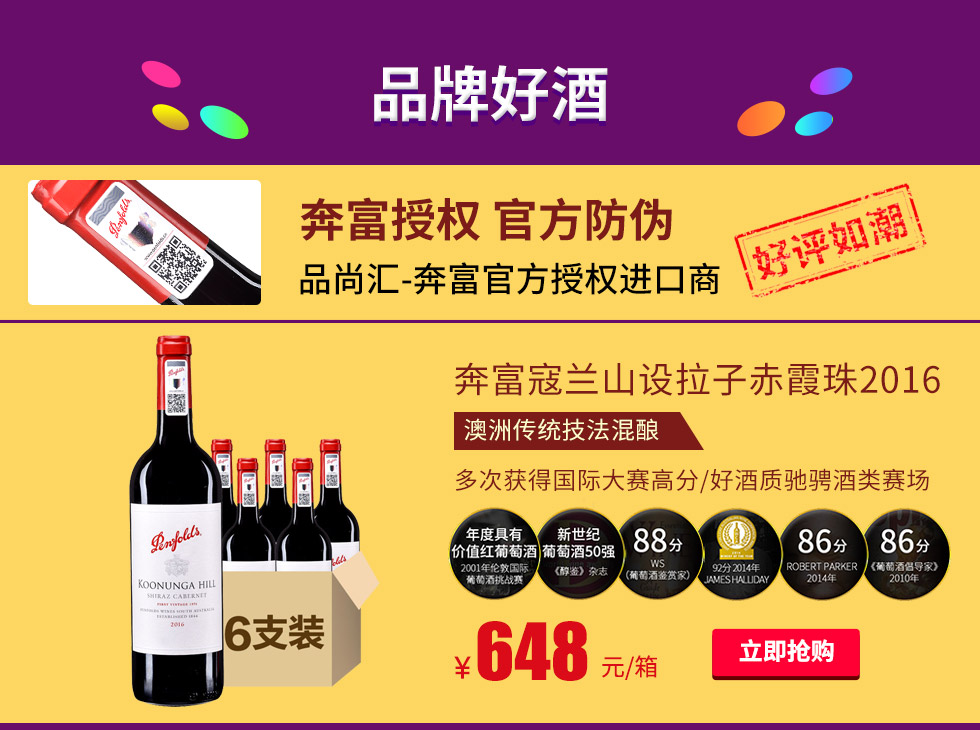 品牌好酒
Penfolds
奔富授权 官方防伪
品尚汇-奔富官方授权进口商
好评如潮
奔富寇兰山设拉子赤霞珠2016
澳洲传统技法混酿
多次获得国际大赛高分/好酒质驰骋酒类赛场
年度具有
价值红葡萄酒
2001年伦敦国际
葡萄酒挑战赛
新世纪
葡萄酒50强
《醇鉴》杂志
88分
WS
(葡萄酒鉴赏家)
92分2014年
JAMES HALLIDAY
86分
ROBERT PARKER
2014年
86分
《葡萄酒倡导家》
2010年
Penfolds
KOONUNGA HILL
SHIRAZ CABERNET
FIRST VINTAGE 1976
2016
6支装
¥648元/箱
立即抢购